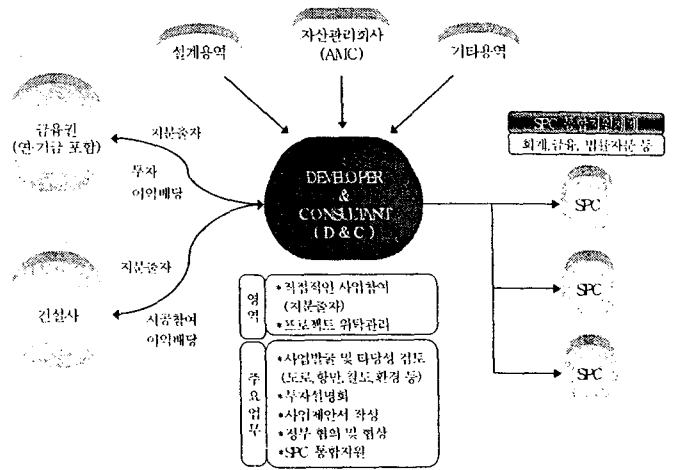 설계용역
자산관리회사
(AMC)
기타용역
금융권
(연·기금 포함)
지분출자
투자
이익배당
DEVELOPER
&
CONSULTANT
(D & C)
SPC 통합지원체계
회계,금융, 법률자문 등
SPC
SPC
SPC
지분출자
건설사
시공참여
이익배당
영역
*직접적인 사업참여
(지분출자)
*프로젝트 위탁관리
주요업무
*사업발굴 및 타당성 검토
(도로,항만,철도,환경 등)
*투자설명회
*사업제안서 작성
*정부 협의 및 협상
*SPC 통합지원